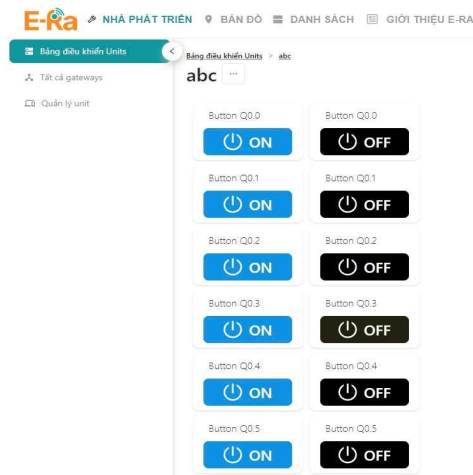 E-Ra NHÀ PHÁT TRIỂN BẢN ĐỒ DANH SÁCH GIỚI THIỆU E-RA
Bảng điều khiển Units
Tất cả gateways
Quản lý unit
Bảng điều khiển Units > abc
abc ...
Button Q0.0 Button Q0.0
ON OFF
Button Q0.1 Button Q0.1
ON OFF
Button Q0.2 Button Q0.2
ON OFF
Button Q0.3 Button Q0.3
ON OFF
Button Q0.4 Button Q0.4
ON OFF
Button Q0.5 Button Q0.5
ON OFF